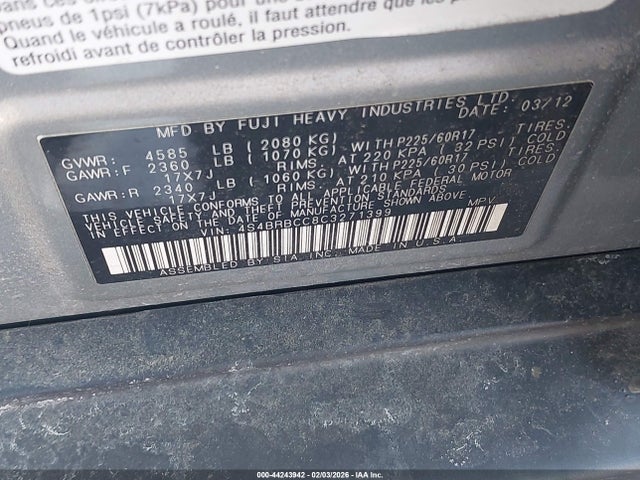 pneus de 1psi (7kPa) pour
Quand le véhicule a roulé, il faut attendre que
refroidi avant de contrôler la pression.
MFD BY FUJI HEAVY INDUSTRIES LTD. DATE: 03/12
GVWR: 4585 LB ( 2080 KG)
GAWR:F 2360 LB ( 1070 KG) WITH P225/60R17 TIRES.
17X7J RIMS. AT 220 KPA ( 32 PSI) COLD
GAWR:R 2340 LB ( 1060 KG) WITH P225/60R17 TIRES.
17X7J RIMS. AT 210 KPA ( 30 PSI) COLD
THIS VEHICLE CONFORMS TO ALL APPLICABLE FEDERAL MOTOR
VEHICLE SAFETY AND THEFT PREVENTION STANDARDS
IN EFFECT ON THE DATE OF MANUFACTURE SHOWN ABOVE.
VIN: 4S4BRBCC8C3271399 MPV
ASSEMBLED BY SIA, INC. MADE IN U.S.A.
000-44243942 - 02/03/2026 - IAA Inc.